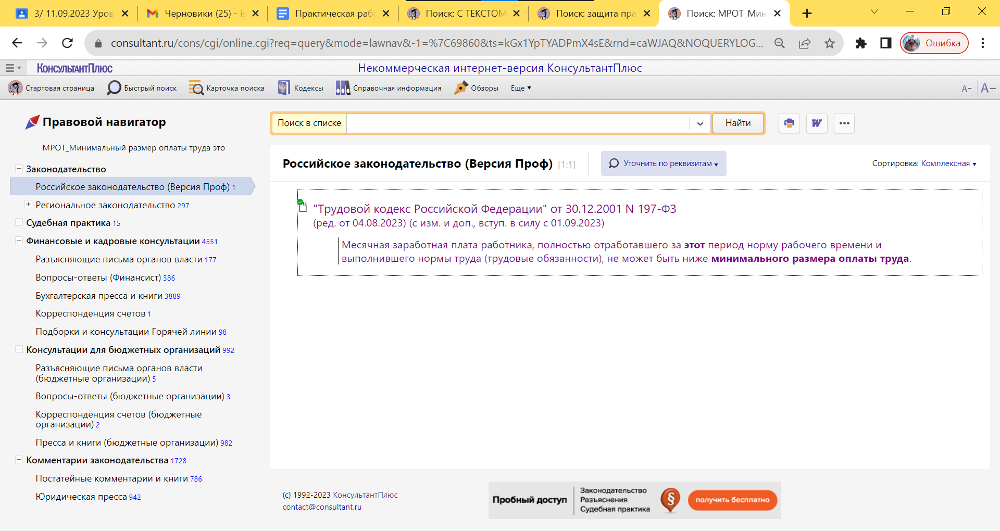 3/ 11.09.2023 Уров
Черновики (25) - is
Практическая рабо
Поиск: С ТЕКСТОМ
Поиск: защита пра
Поиск: МРОТ_Мин
consultant.ru/cons/cgi/online.cgi?req=query&mode=lawnav&-1=%7C69860&ts=kGx1YpTYADPmX4sE&rnd=caWJAQ&NOQUERYLOG...
Ошибка
КонсультантПлюс
Некоммерческая интернет-версия КонсультантПлюс
Стартовая страница
Быстрый поиск
Карточка поиска
Кодексы
Справочная информация
Обзоры
Еще
A−
A+
Правовой навигатор
МРОТ_Минимальный размер оплаты труда это
Законодательство
Российское законодательство (Версия Проф) 1
Региональное законодательство 297
Судебная практика 15
Финансовые и кадровые консультации 4551
Разъясняющие письма органов власти 177
Вопросы-ответы (Финансист) 386
Бухгалтерская пресса и книги 3889
Корреспонденция счетов 1
Подборки и консультации Горячей линии 98
Консультации для бюджетных организаций 992
Разъясняющие письма органов власти
(бюджетные организации) 5
Вопросы-ответы (бюджетные организации) 3
Корреспонденция счетов (бюджетные
организации) 2
Пресса и книги (бюджетные организации) 982
Комментарии законодательства 1728
Постатейные комментарии и книги 786
Юридическая пресса 942
Поиск в списке
Найти
W
Российское законодательство (Версия Проф) [1:1]
Уточнить по реквизитам
Сортировка: Комплексная
"Трудовой кодекс Российской Федерации" от 30.12.2001 N 197-ФЗ
(ред. от 04.08.2023) (с изм. и доп., вступ. в силу с 01.09.2023)
Месячная заработная плата работника, полностью отработавшего за этот период норму рабочего времени и
выполнившего нормы труда (трудовые обязанности), не может быть ниже минимального размера оплаты труда.
(c) 1992-2023 КонсультантПлюс
contact@consultant.ru
Пробный доступ
Законодательство
Разъяснения
Судебная практика
§
получить бесплатно